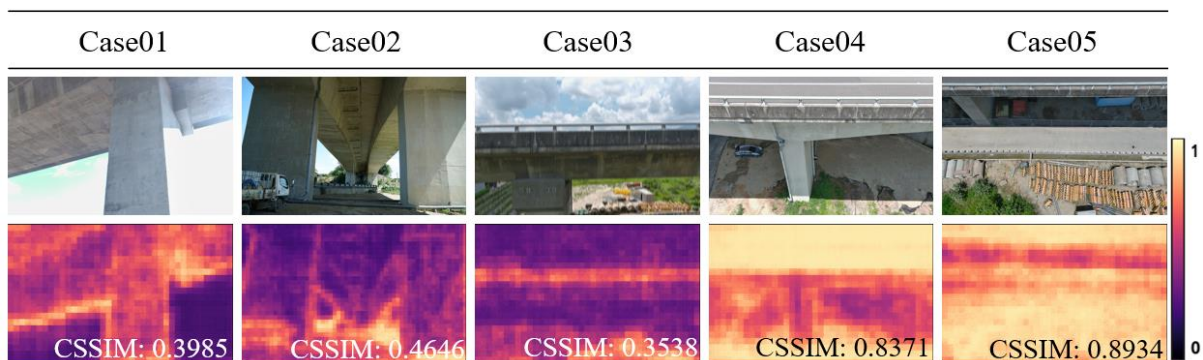 Case01 Case02 Case03 Case04 Case05
1
CSSIM: 0.3985 CSSIM: 0.4646 CSSIM: 0.3538 CSSIM: 0.8371 CSSIM: 0.8934
0